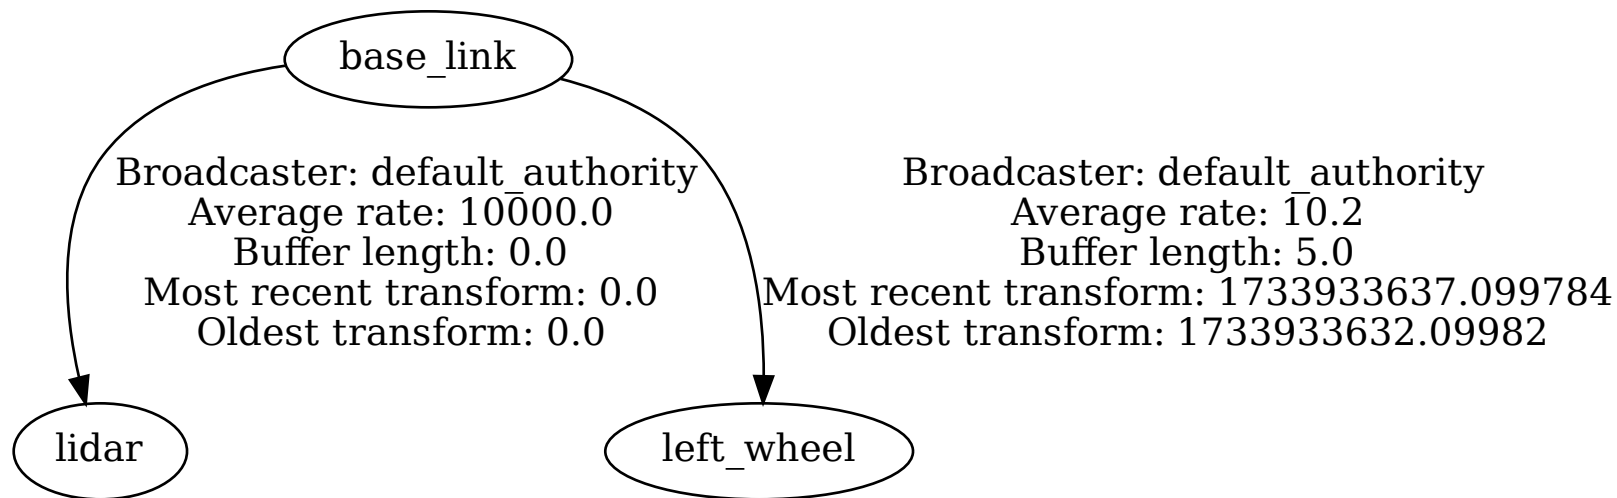 base_link
Broadcaster: default_authority
Average rate: 10000.0
Buffer length: 0.0
Most recent transform: 0.0
Oldest transform: 0.0
Broadcaster: default_authority
Average rate: 10.2
Buffer length: 5.0
Most recent transform: 1733933637.099784
Oldest transform: 1733933632.09982
lidar
left_wheel